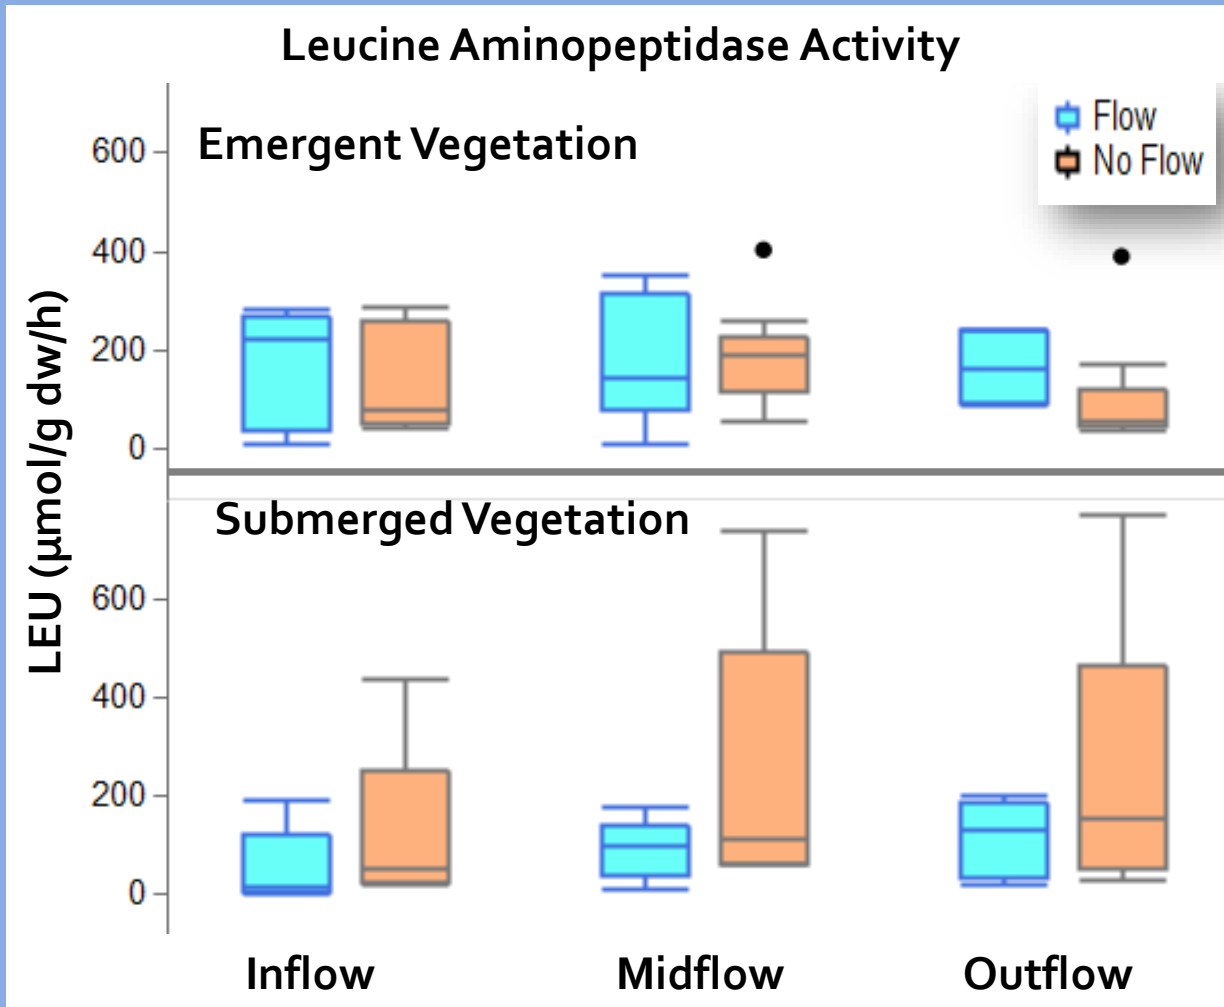 Leucine Aminopeptidase Activity
Flow
No Flow
Emergent Vegetation
600
400
200
0
LEU (µmol/g dw/h)
Submerged Vegetation
600
400
200
0
Inflow Midflow Outflow